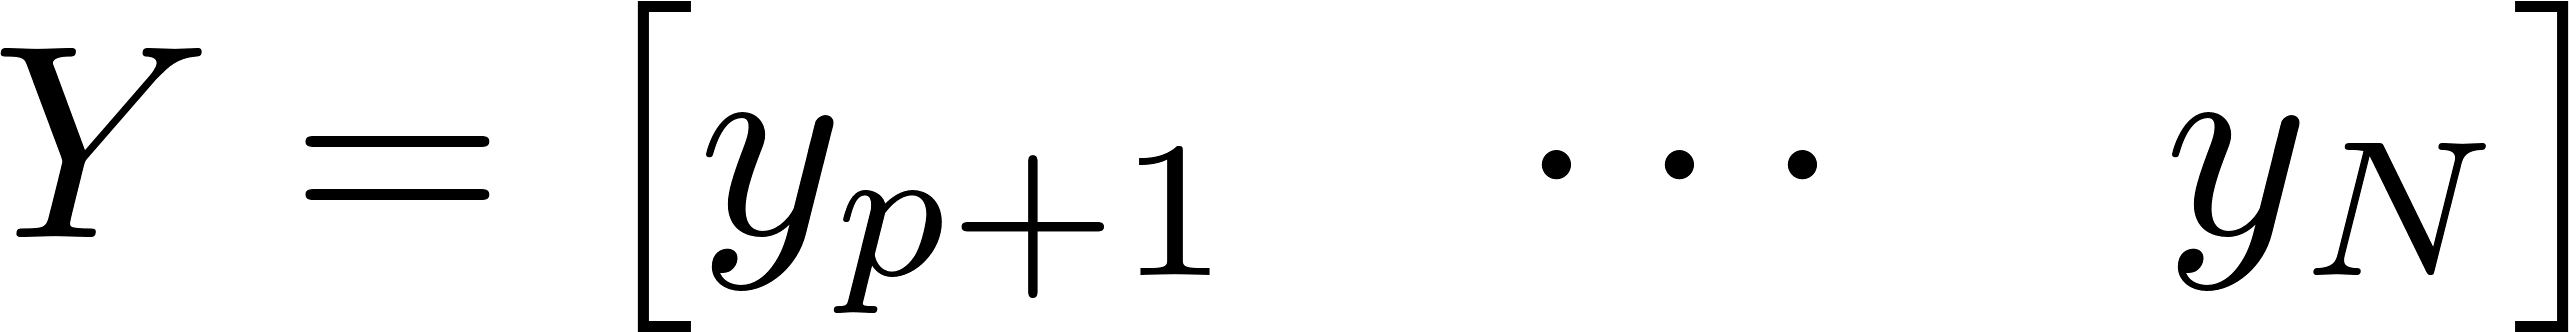 Y = [y_{p+1} ⋯ y_N]